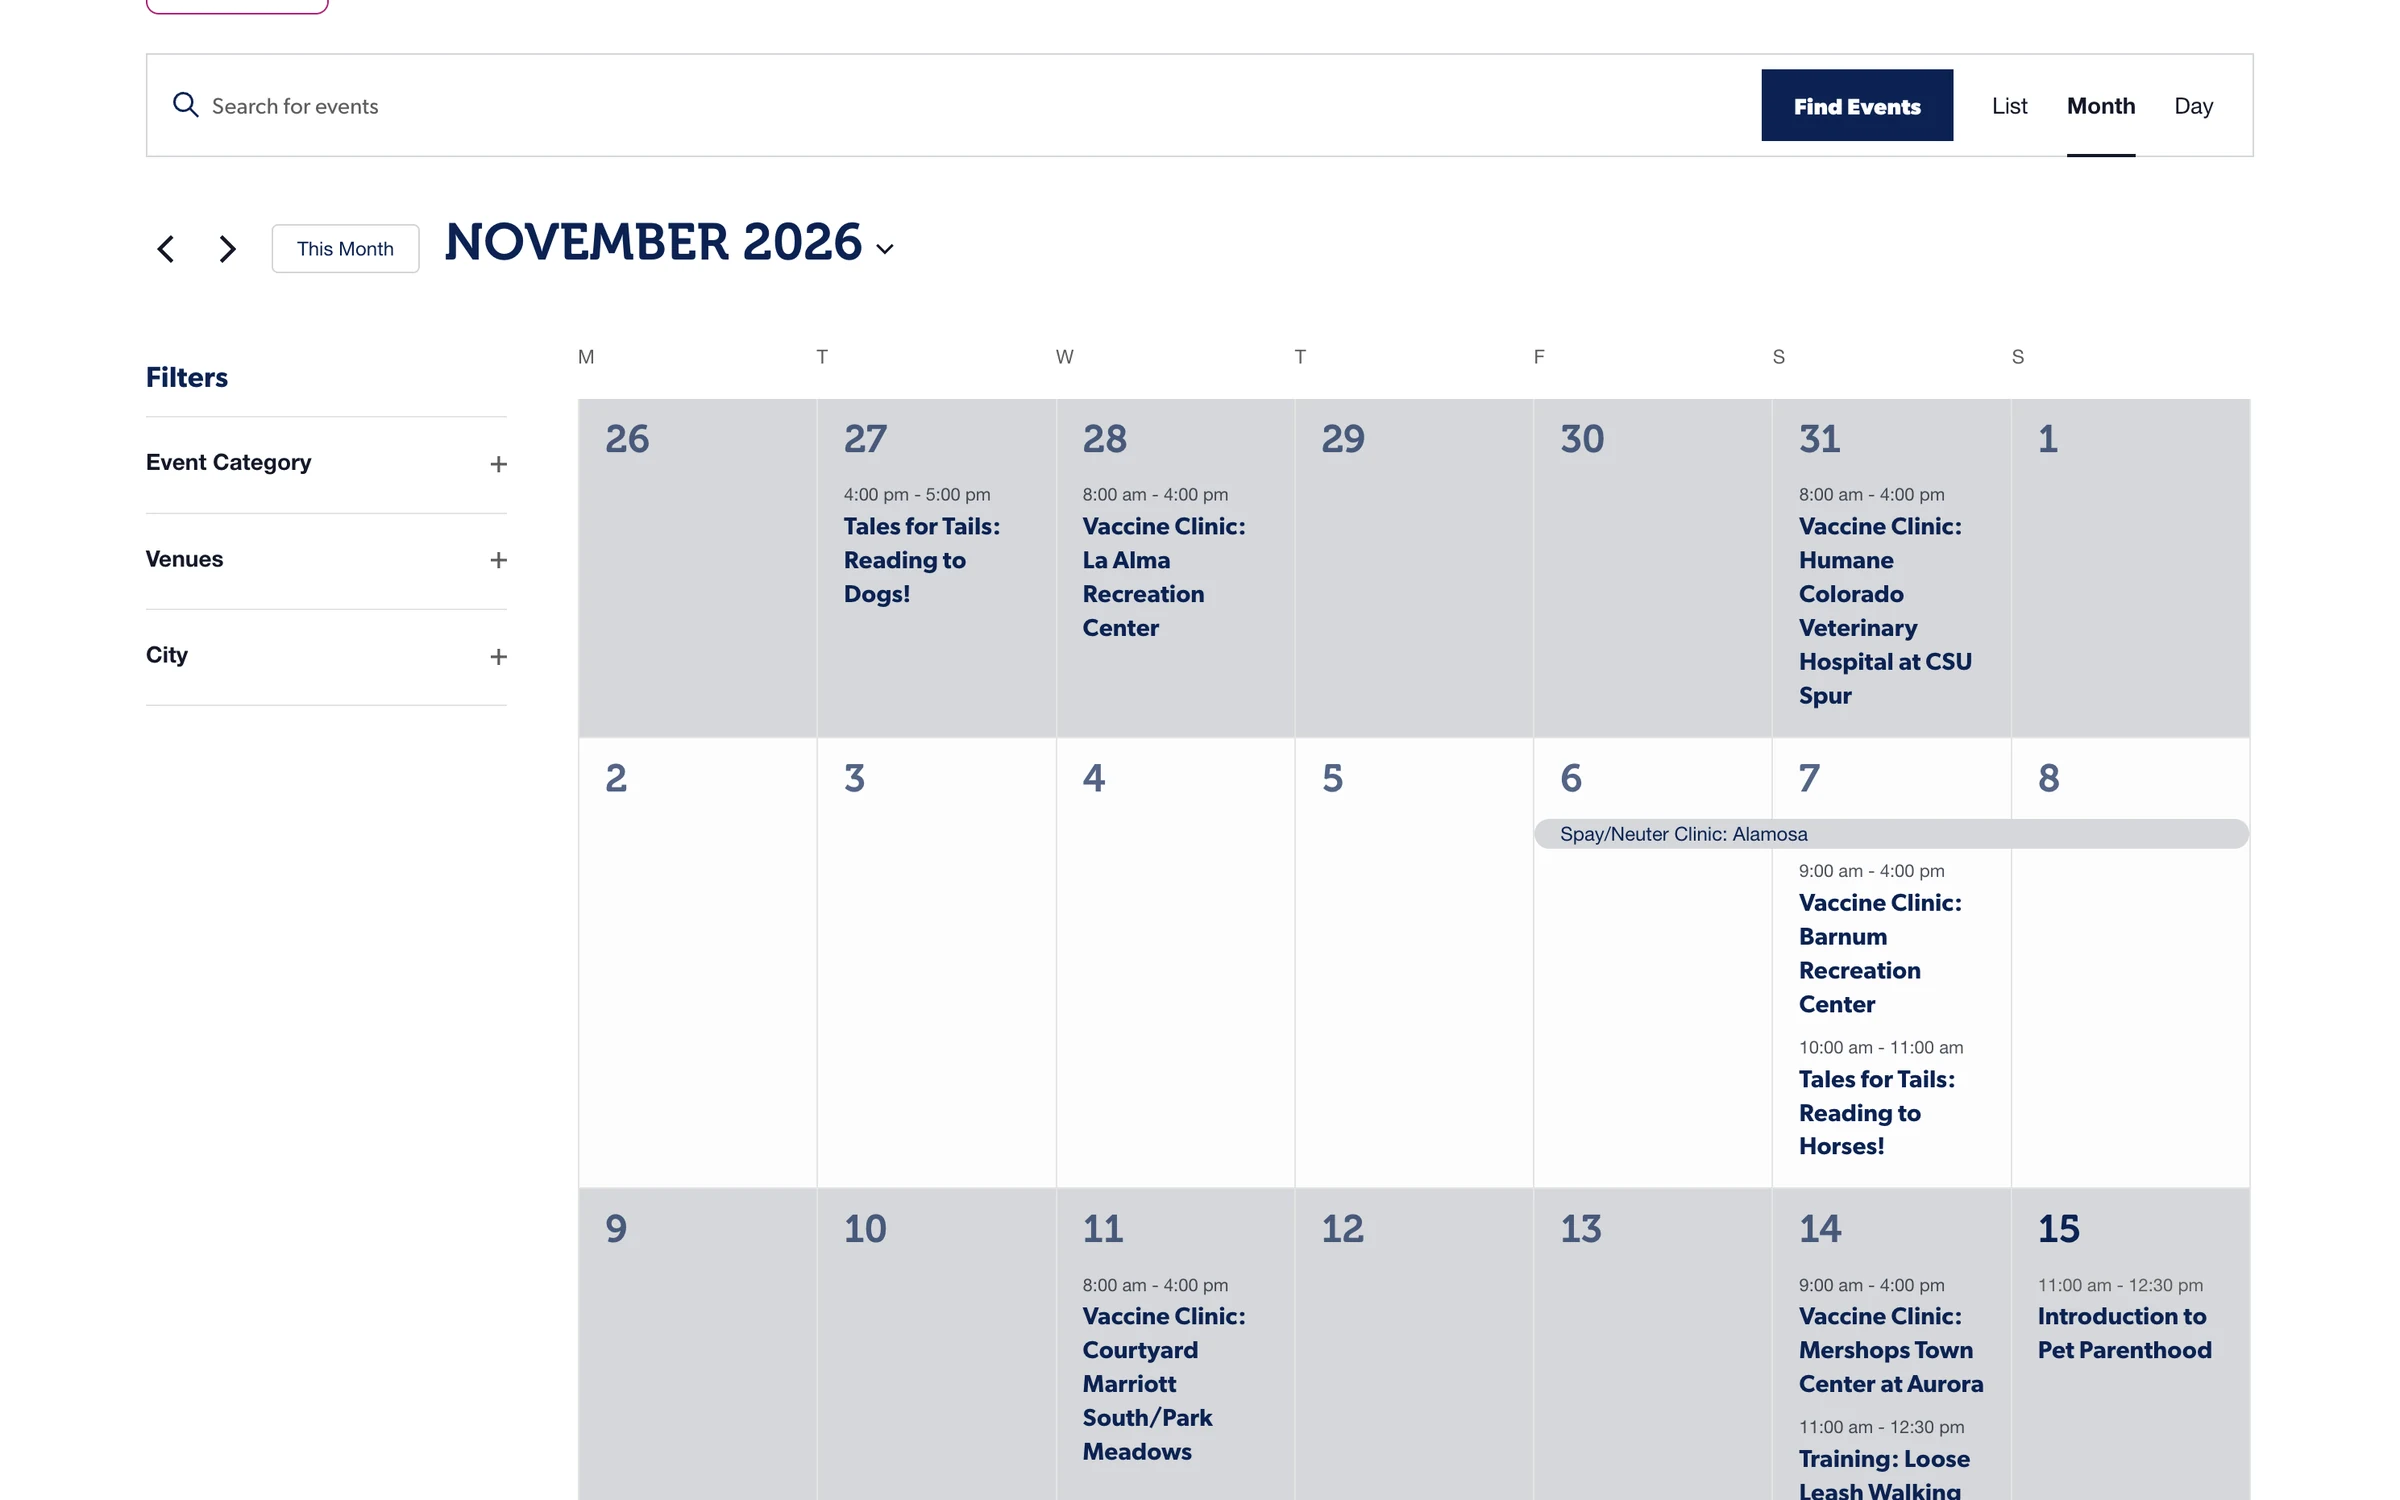 Search for events
Find Events
List
Month
Day
This Month
NOVEMBER 2026
Filters
Event Category
Venues
City
M
T
W
T
F
S
S
26
27
4:00 pm - 5:00 pm
Tales for Tails:
Reading to
Dogs!
28
8:00 am - 4:00 pm
Vaccine Clinic:
La Alma
Recreation
Center
29
30
31
8:00 am - 4:00 pm
Vaccine Clinic:
Humane
Colorado
Veterinary
Hospital at CSU
Spur
1
2
3
4
5
6
7
8
Spay/Neuter Clinic: Alamosa
9:00 am - 4:00 pm
Vaccine Clinic:
Barnum
Recreation
Center
10:00 am - 11:00 am
Tales for Tails:
Reading to
Horses!
9
10
11
8:00 am - 4:00 pm
Vaccine Clinic:
Courtyard
Marriott
South/Park
Meadows
12
13
14
9:00 am - 4:00 pm
Vaccine Clinic:
Mershops Town
Center at Aurora
11:00 am - 12:30 pm
Training: Loose
Leash Walking
15
11:00 am - 12:30 pm
Introduction to
Pet Parenthood